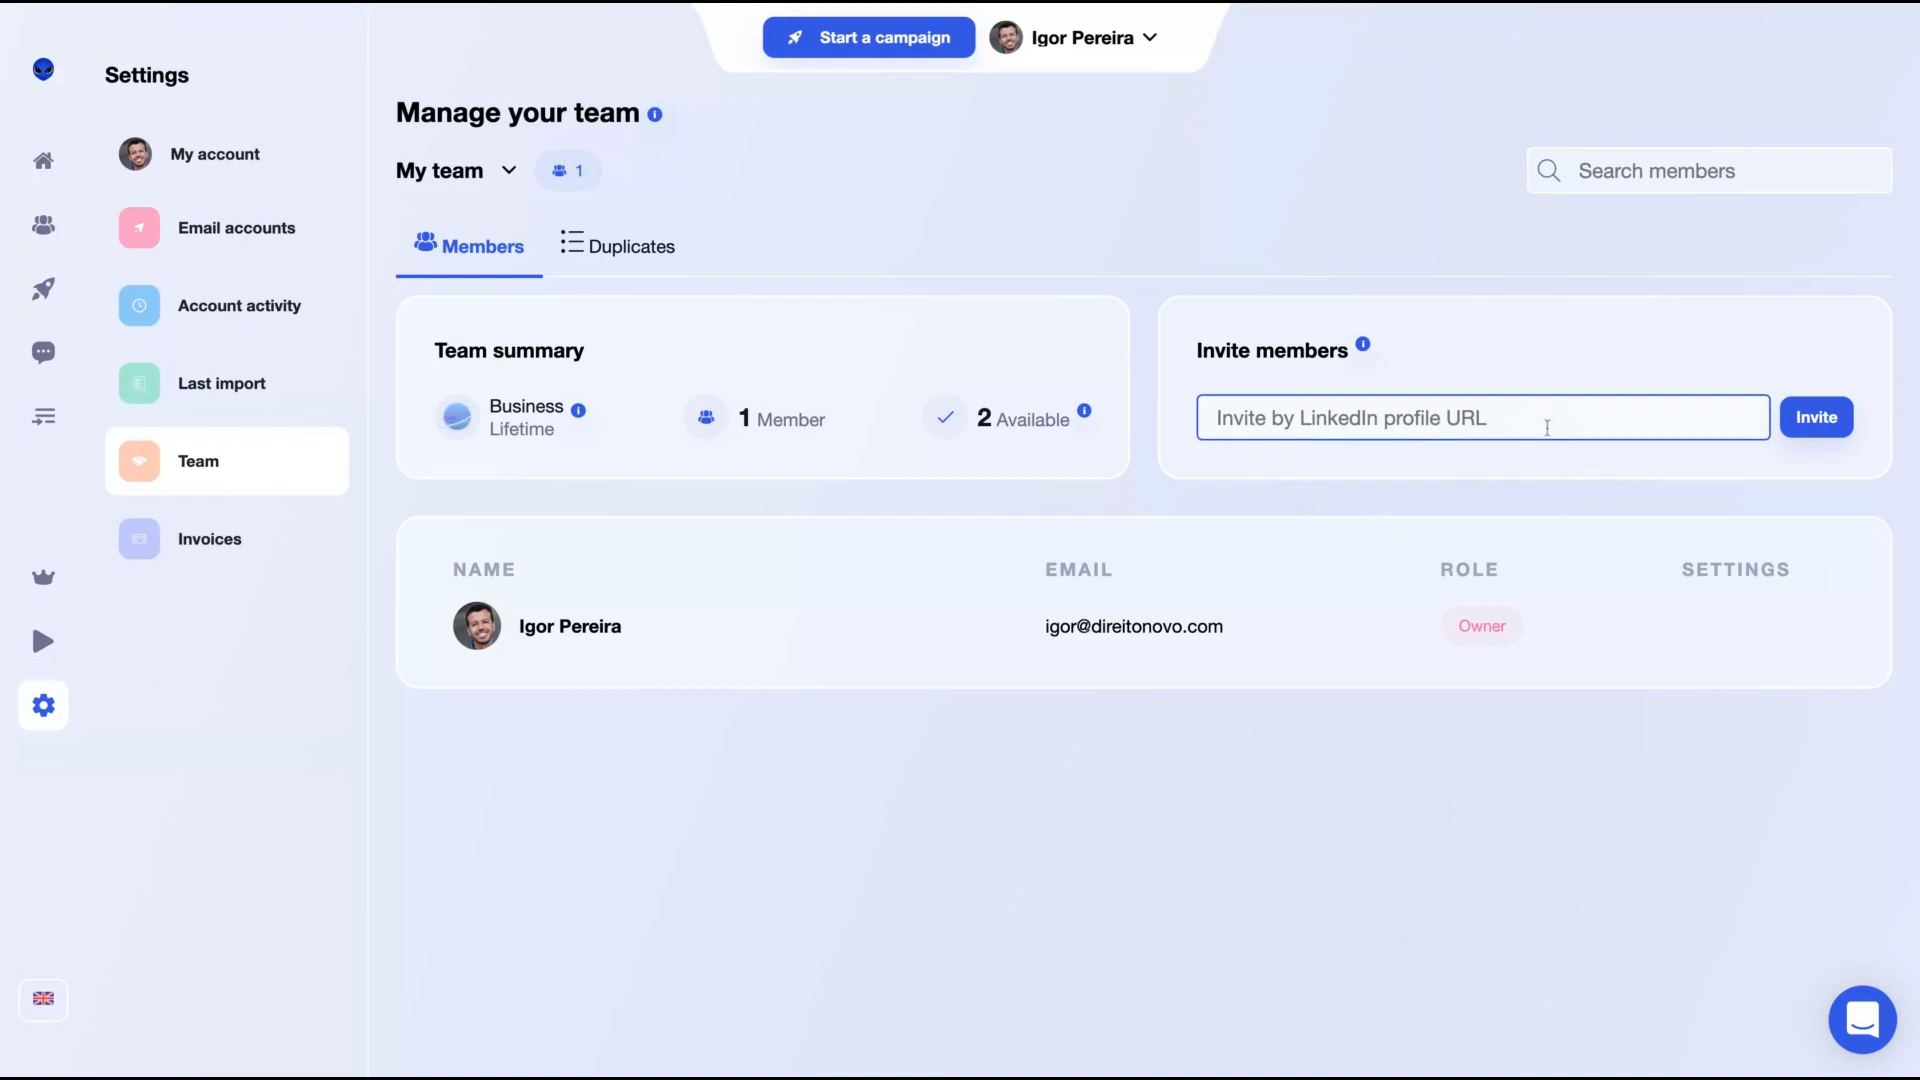 Start a campaign
Igor Pereira
Settings
My account
Email accounts
Account activity
Last import
Team
Invoices
Manage your team
My team
1
Search members
Members
Duplicates
Team summary
Business
Lifetime
1 Member
2 Available
Invite members
Invite by LinkedIn profile URL
Invite
NAME EMAIL ROLE SETTINGS
Igor Pereira igor@direitonovo.com Owner